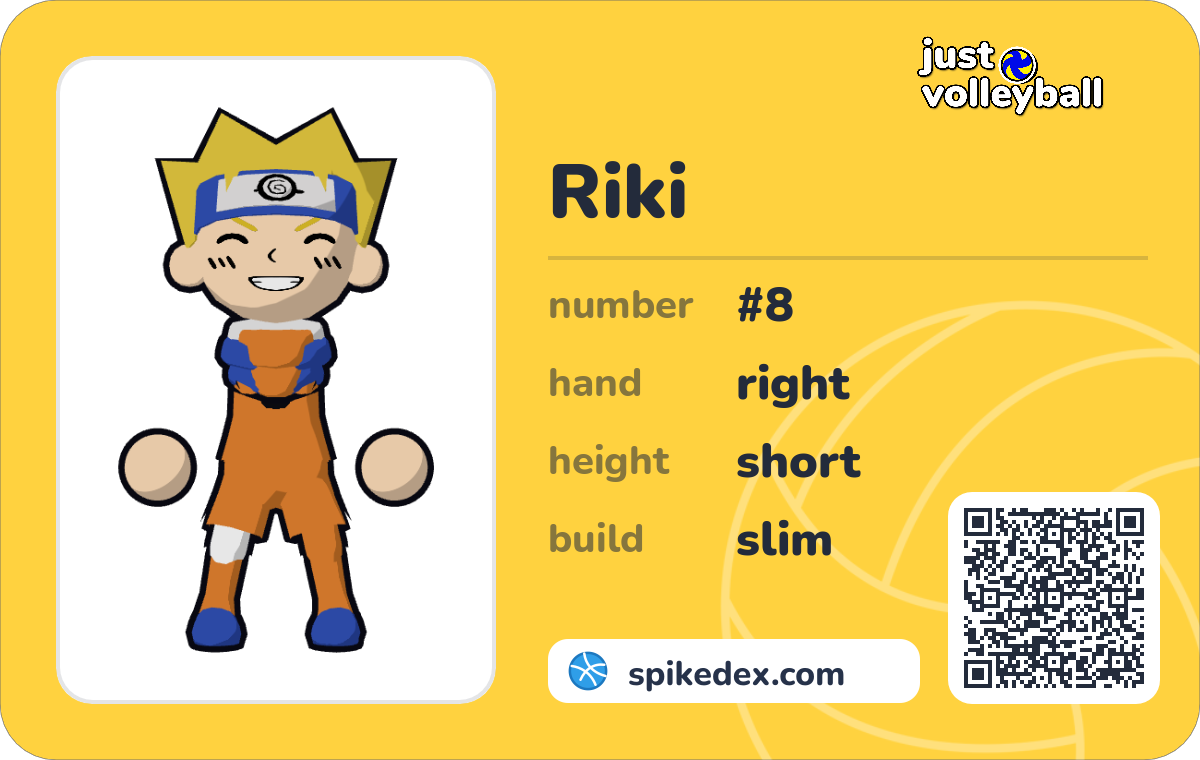 just
volleyball
Riki
number #8
hand right
height short
build slim
spikedex.com